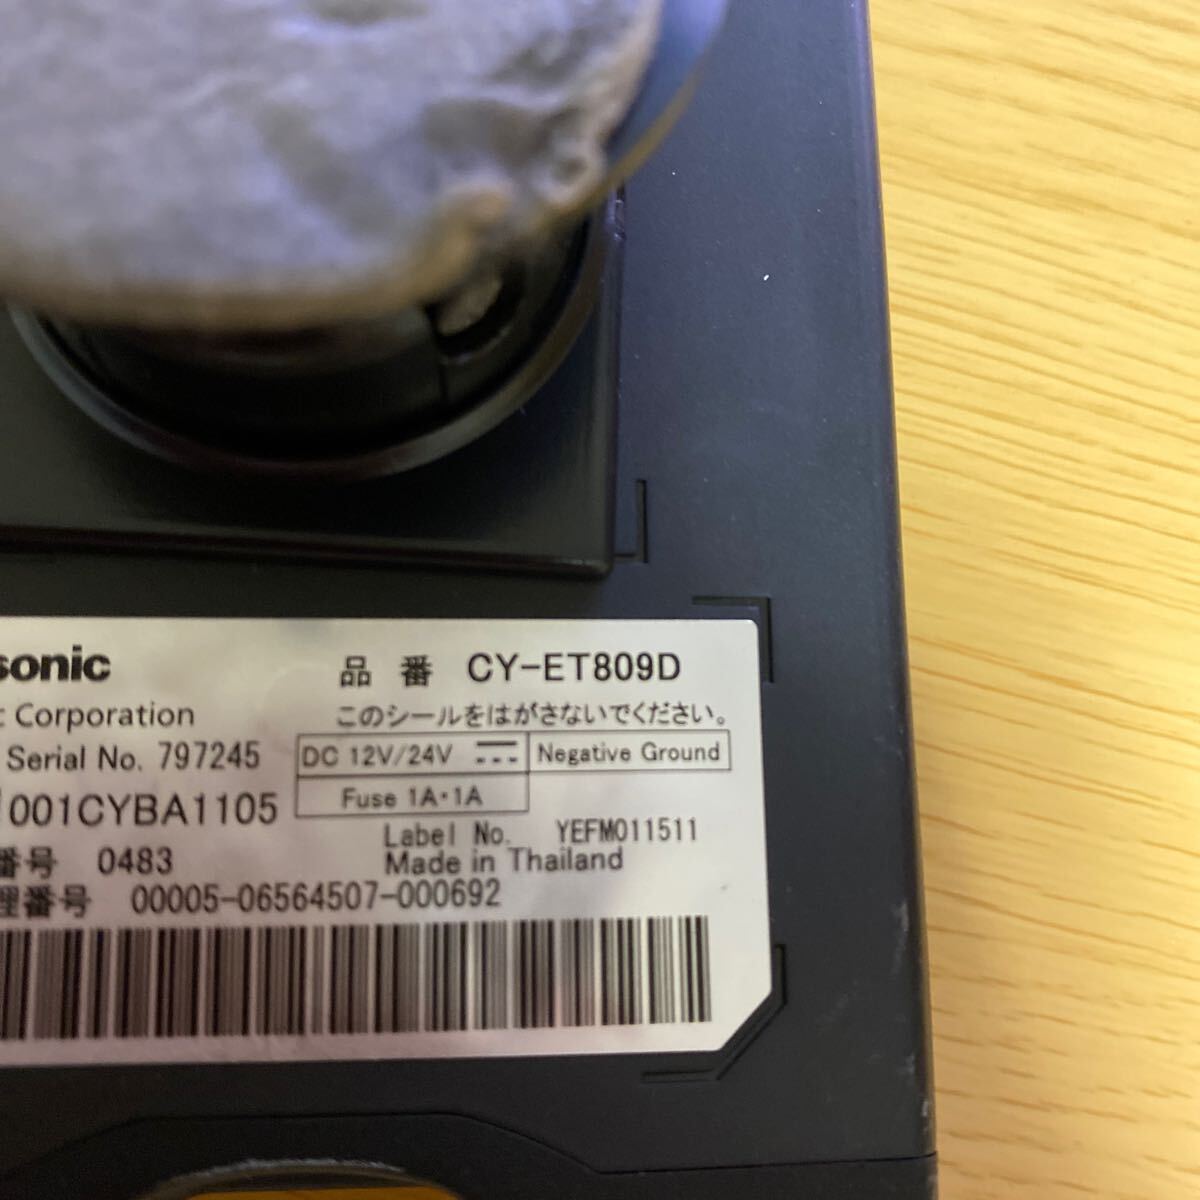 sonic 品番 CY-ET809D
Corporation このシールをはがさないでください。
Serial No. 797245 DC 12V/24V Negative Ground
001CYBA1105 Fuse 1A・1A
Label No. YEFM011511
番号 0483 Made in Thailand
理番号 00005-06564507-000692